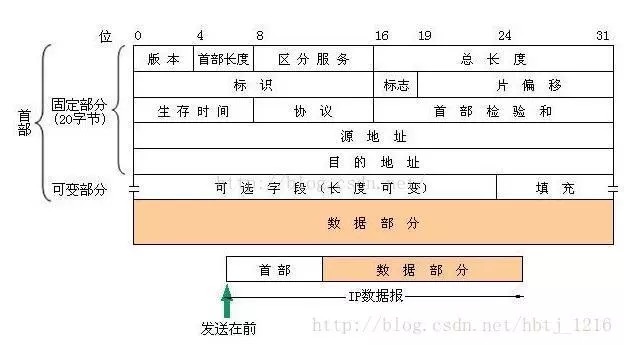 位 0 4 8 16 19 24 31
版本 首部长度 区分服务 总长度
标识 标志 片偏移
生存时间 协议 首部检验和
源地址
目的地址
可选字段(长度可变) 填充
数据部分
首部
固定部分
(20字节)
可变部分
首部 数据部分
IP数据报
发送在前
http://blog.csdn.net
http://blog.csdn.net/hbtj_1216